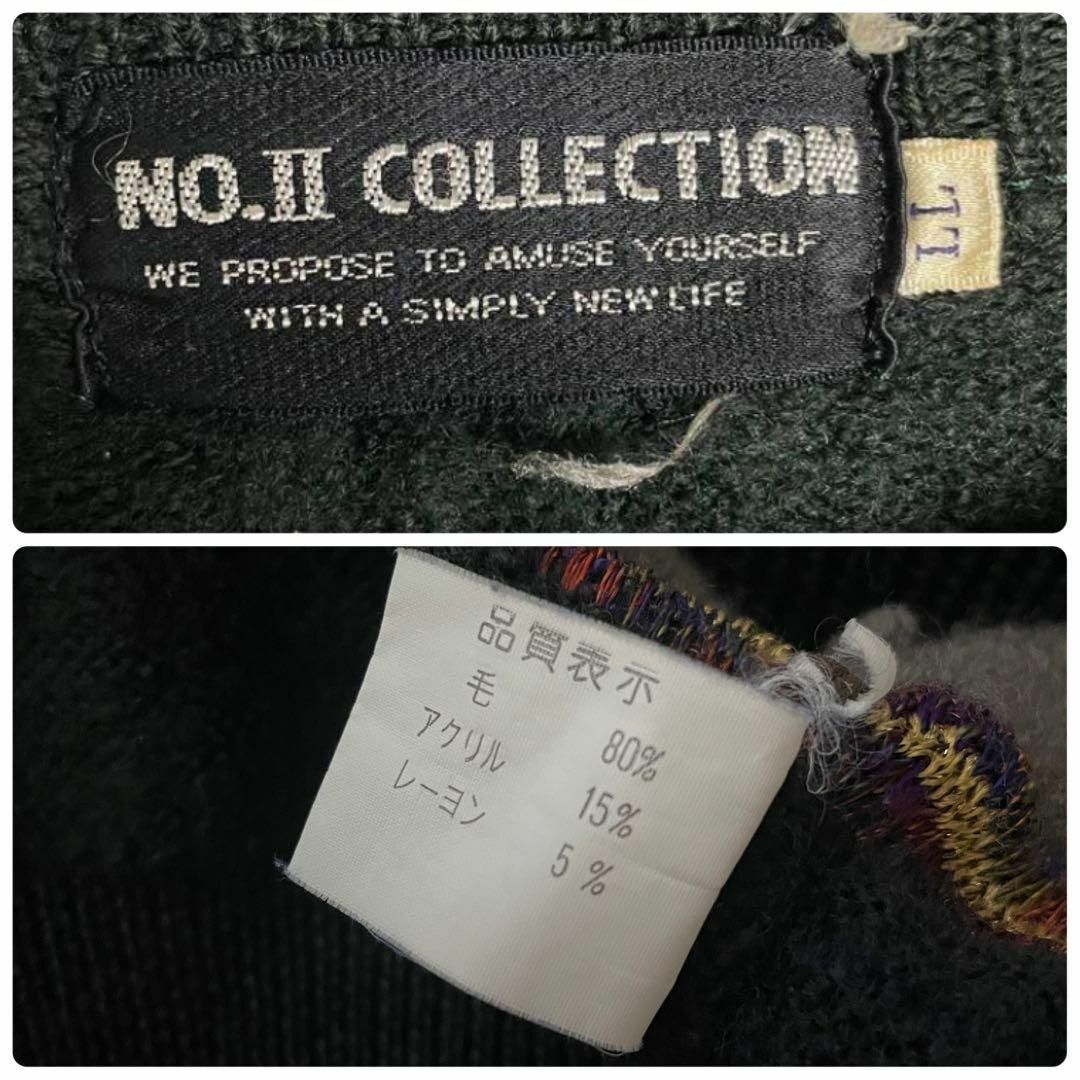 NO.II COLLECTION
WE PROPOSE TO AMUSE YOURSELF
WITH A SIMPLY NEW LIFE
LL
品質表示
毛 80%
アクリル 15%
レーヨン 5%